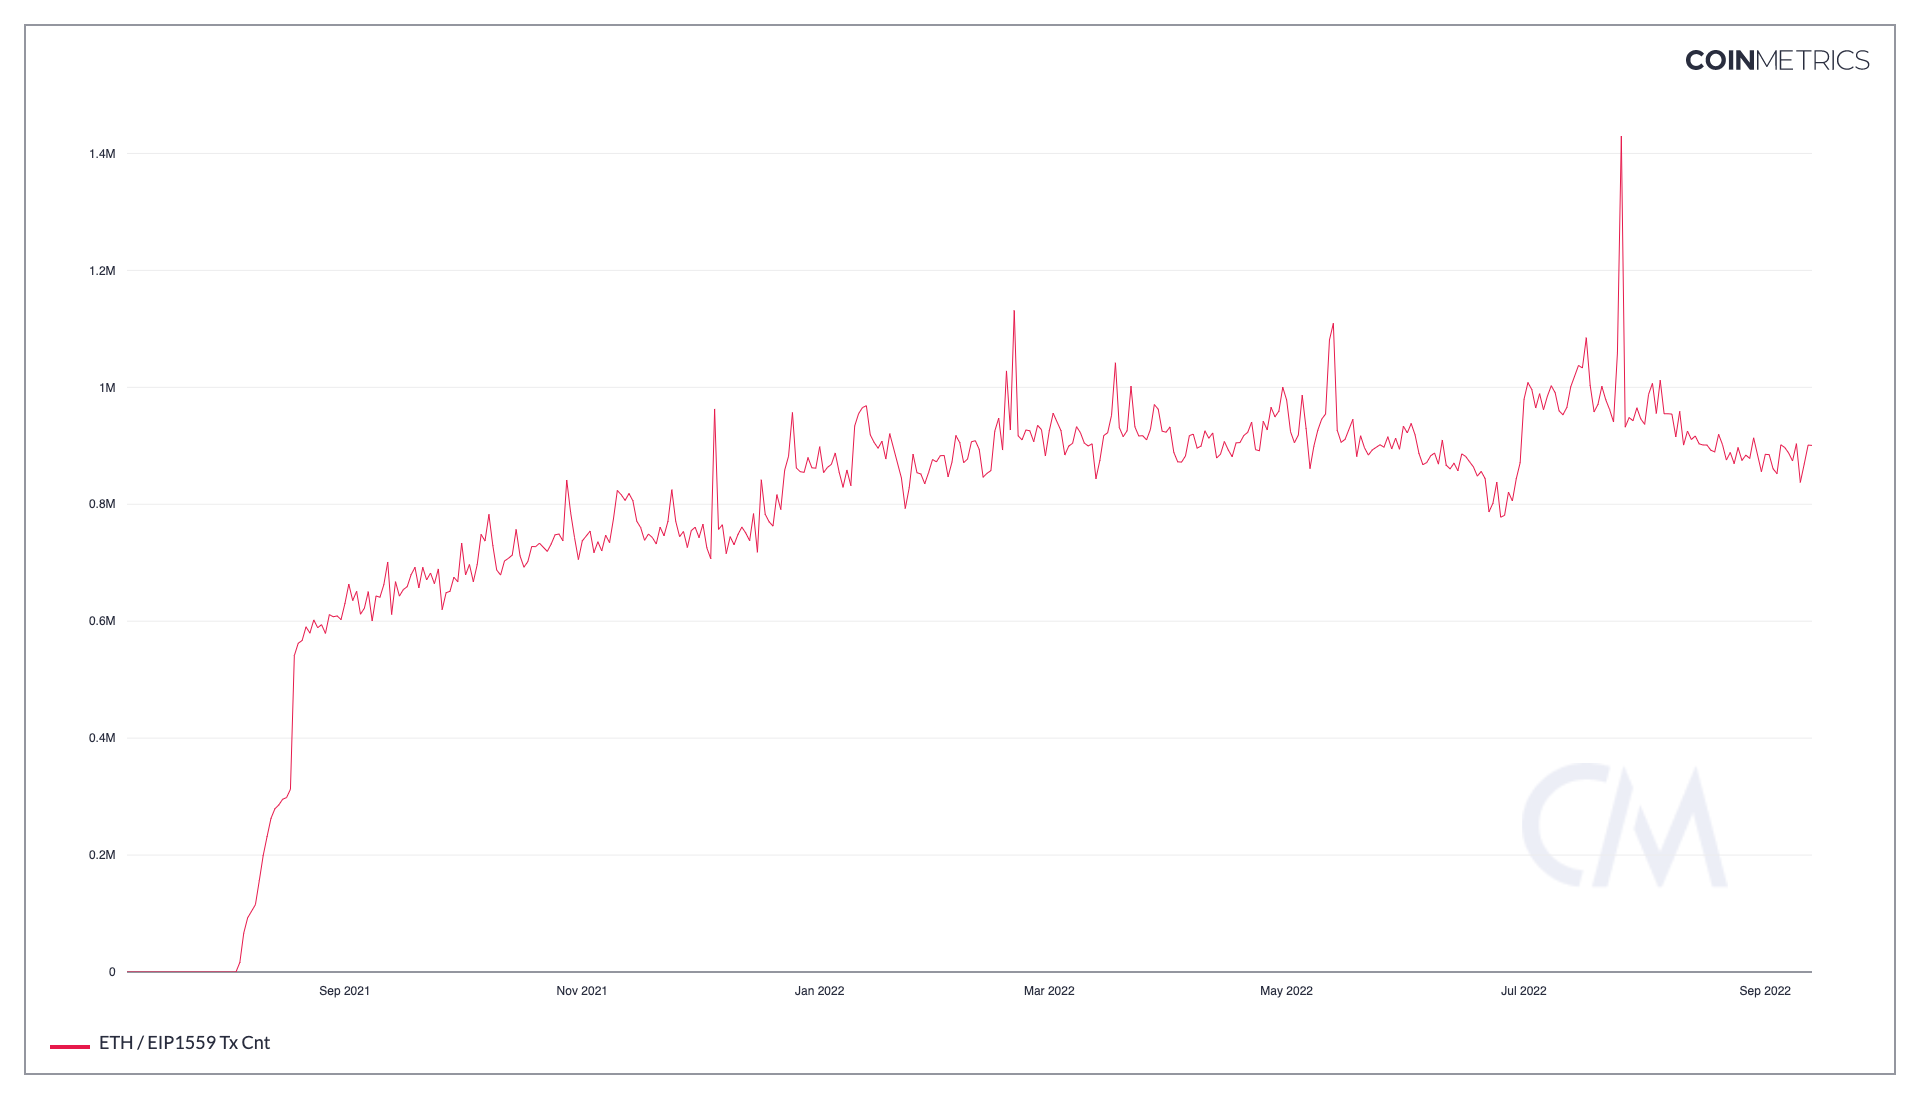 COINMETRICS
1.4M
1.2M
1M
0.8M
0.6M
0.4M
0.2M
0
Sep 2021 Nov 2021 Jan 2022 Mar 2022 May 2022 Jul 2022 Sep 2022
CM
ETH / EIP1559 Tx Cnt